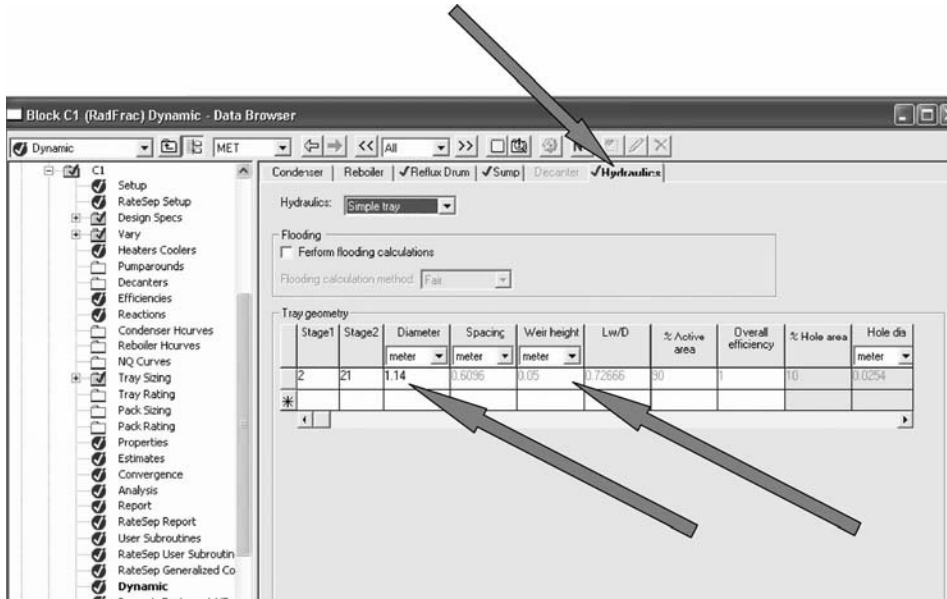 Block C1 (RadFrac) Dynamic - Data Browser
Dynamic MET << All >> N
C1
Setup
RateSep Setup
Design Specs
Vary
Heaters Coolers
Pumparounds
Decanters
Efficiencies
Reactions
Condenser Hcurves
Reboiler Hcurves
NQ Curves
Tray Sizing
Tray Rating
Pack Sizing
Pack Rating
Properties
Estimates
Convergence
Analysis
Report
RateSep Report
User Subroutines
RateSep User Subroutin
RateSep Generalized Co
Dynamic
Condenser Reboiler Reflux Drum Sump Decanter Hydraulics
Hydraulics: Simple tray
Flooding
Perform flooding calculations
Flooding calculation method: Fair
Tray geometry
Stage1 Stage2 Diameter Spacing Weir height Lw/D % Active area Overall efficiency % Hole area Hole dia
meter meter meter meter
2 21 1.14 0.6096 0.05 0.72666 90 1 10 0.0254